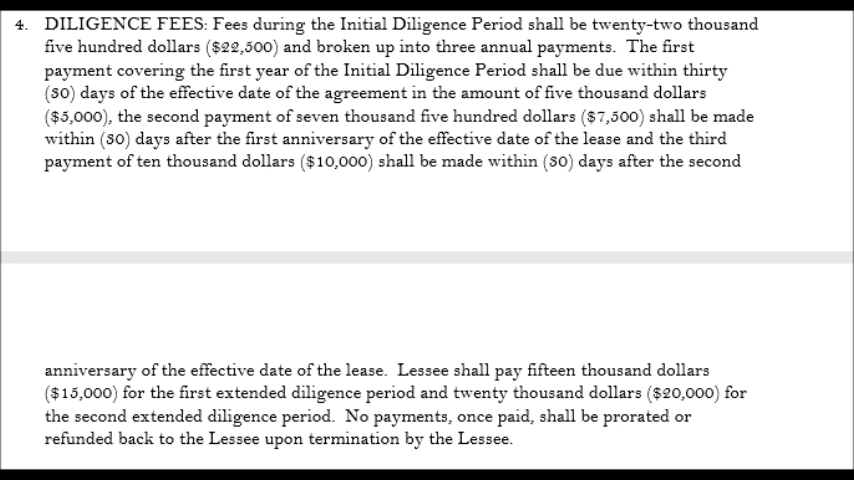 4. DILIGENCE FEES: Fees during the Initial Diligence Period shall be twenty-two thousand
five hundred dollars ($22,500) and broken up into three annual payments. The first
payment covering the first year of the Initial Diligence Period shall be due within thirty
(30) days of the effective date of the agreement in the amount of five thousand dollars
($5,000), the second payment of seven thousand five hundred dollars ($7,500) shall be made
within (30) days after the first anniversary of the effective date of the lease and the third
payment of ten thousand dollars ($10,000) shall be made within (30) days after the second
anniversary of the effective date of the lease. Lessee shall pay fifteen thousand dollars
($15,000) for the first extended diligence period and twenty thousand dollars ($20,000) for
the second extended diligence period. No payments, once paid, shall be prorated or
refunded back to the Lessee upon termination by the Lessee.